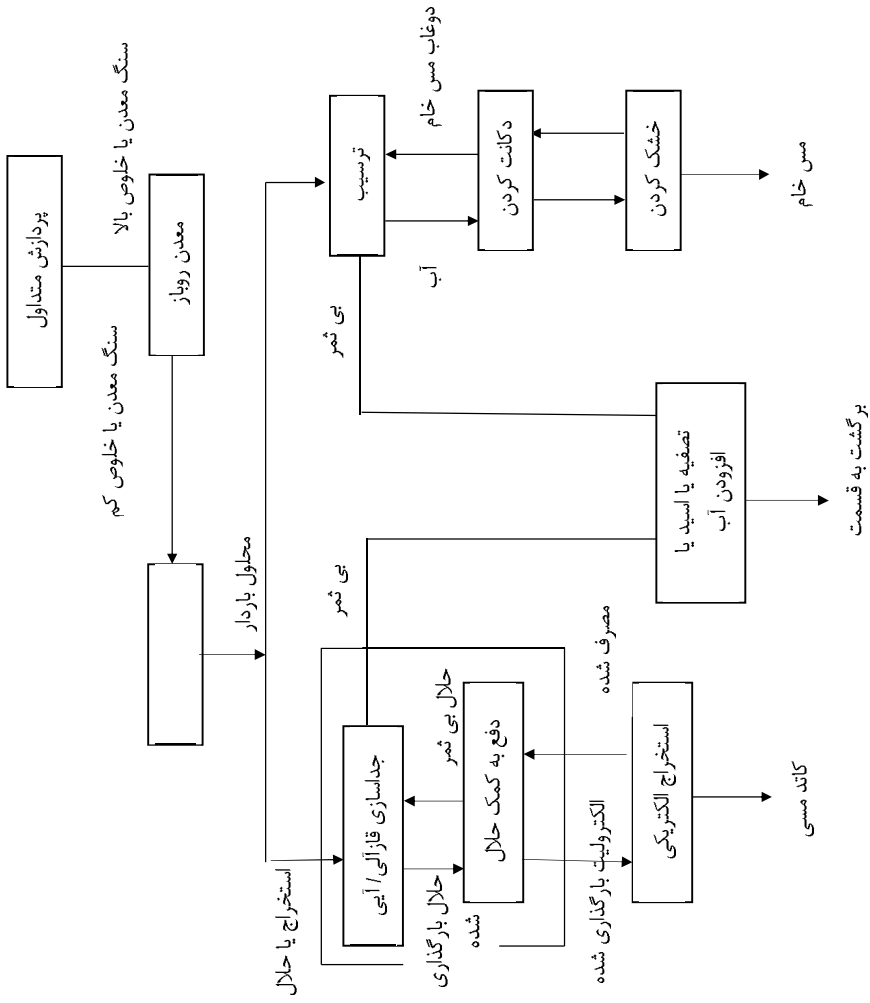 پردازش متداول
سنگ معدن با خلوص بالا
معدن روباز
سنگ معدن با خلوص کم
محلول باردار
ترسیب
دوغاب مس خام
آب
دکانت کردن
خشک کردن
مس خام
بی ثمر
بی ثمر
تصفیه با اسید یا
افزودن آب
برگشت به قسمت
استخراج با حلال
جداسازی فازآلی/ آبی
حلال بی ثمر
حلال بارگذاری
شده
دفع به کمک حلال
مصرف شده
الکترولیت بارگذاری شده
استخراج الکتریکی
کاتد مسی